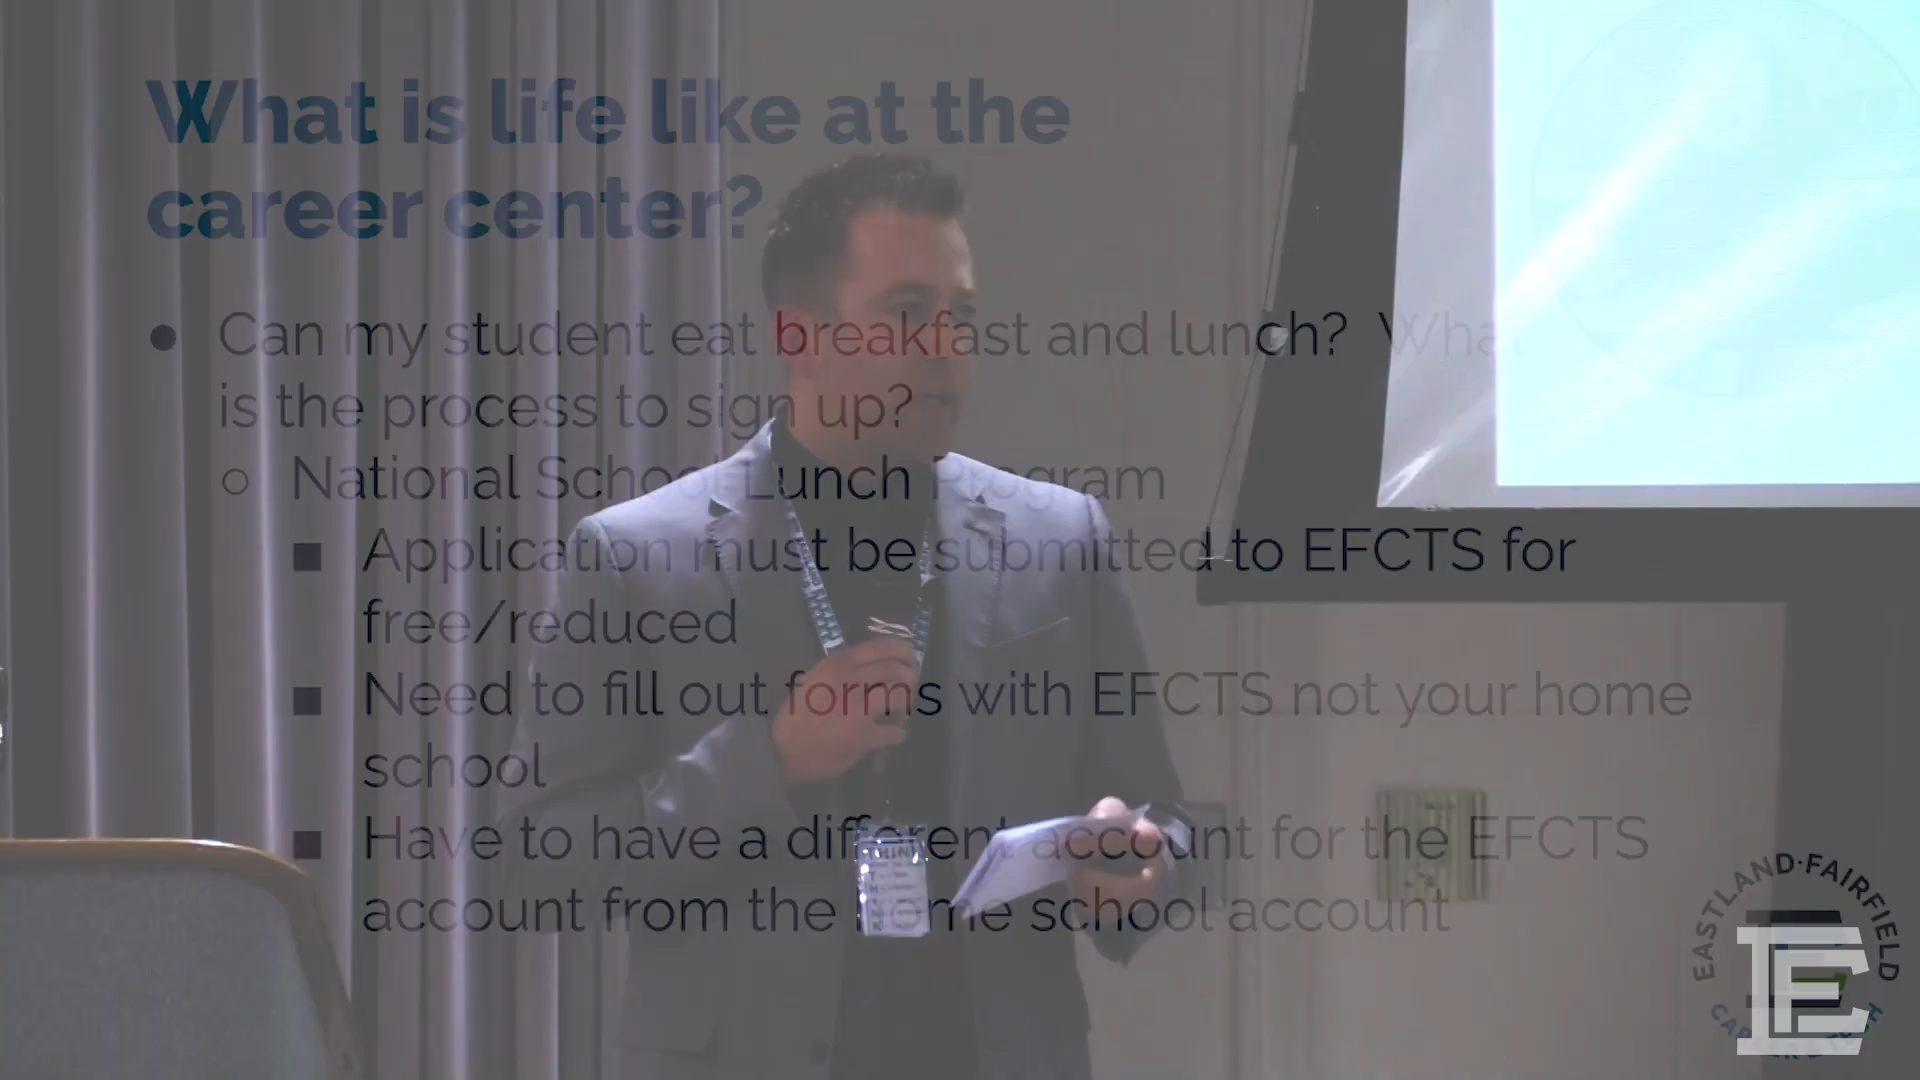 What is life like at the
career center?
● Can my student eat breakfast and lunch? What
is the process to sign up?
○ National School Lunch Program
■ Application must be submitted to EFCTS for
free/reduced
■ Need to fill out forms with EFCTS not your home
school
■ Have to have a different account for the EFCTS
account from the home school account
EASTLAND·FAIRFIELD
EF